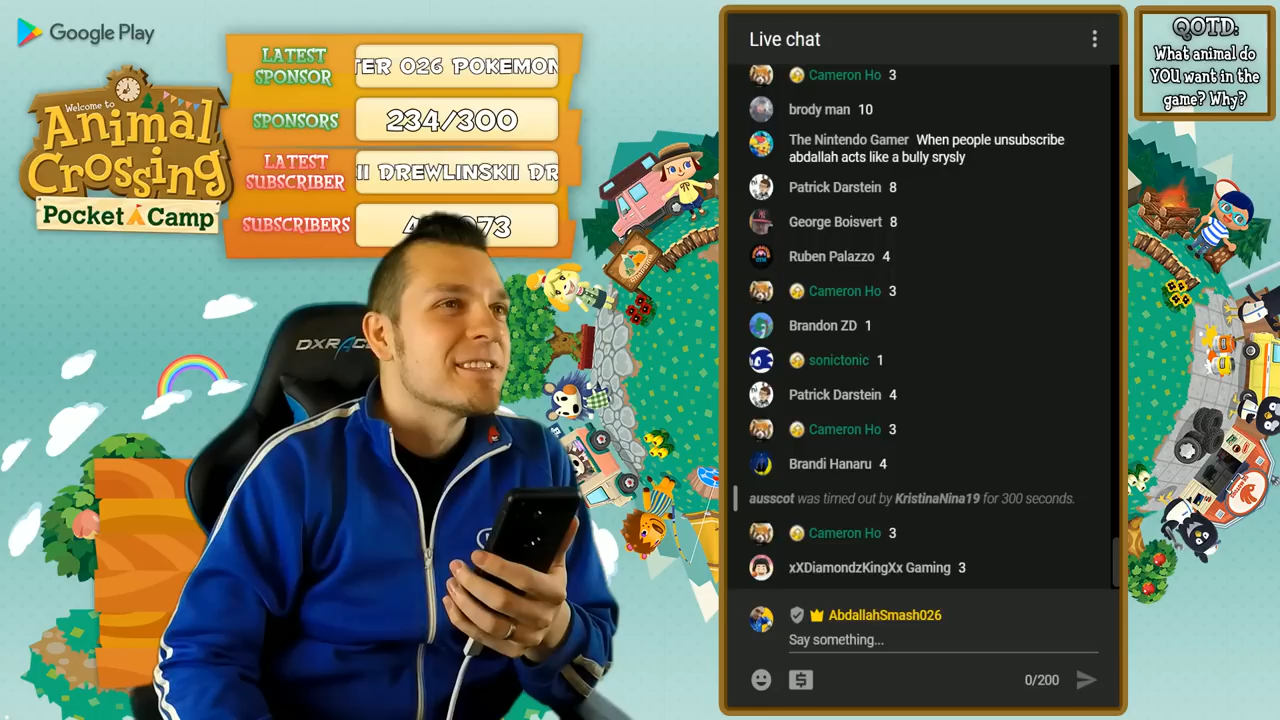 Google Play
Welcome to
Animal
Crossing
Pocket Camp
LATEST
SPONSOR
TER 026 POKEMON
SPONSORS
234/300
LATEST
SUBSCRIBER
II DREWLINSKII DR
SUBSCRIBERS
DXRACE
Live chat
Cameron Ho 3
brody man 10
The Nintendo Gamer When people unsubscribe
abdallah acts like a bully srysly
Patrick Darstein 8
George Boisvert 8
Ruben Palazzo 4
Cameron Ho 3
Brandon ZD 1
sonictonic 1
Patrick Darstein 4
Cameron Ho 3
Brandi Hanaru 4
ausscot was timed out by KristinaNina19 for 300 seconds.
Cameron Ho 3
xXDiamondzKingXx Gaming 3
AbdallahSmash026
Say something...
0/200
QOTD:
What animal do
YOU want in the
game? Why?